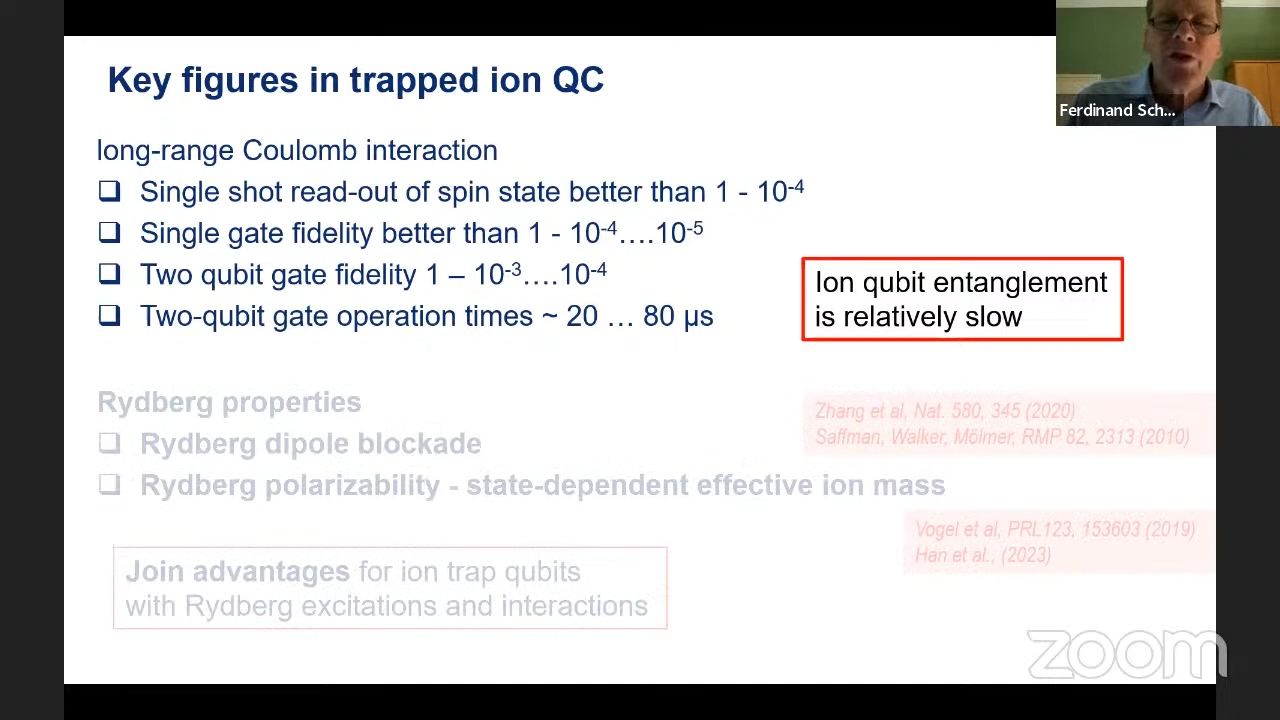 Key figures in trapped ion QC
Ferdinand Sch...
long-range Coulomb interaction
❑ Single shot read-out of spin state better than 1 - 10⁻⁴
❑ Single gate fidelity better than 1 - 10⁻⁴....10⁻⁵
❑ Two qubit gate fidelity 1 – 10⁻³....10⁻⁴
❑ Two-qubit gate operation times ~ 20 ... 80 µs
Ion qubit entanglement
is relatively slow
Rydberg properties
❑ Rydberg dipole blockade
❑ Rydberg polarizability - state-dependent effective ion mass
Zhang et al, Nat. 580, 345 (2020)
Saffman, Walker, Mölmer, RMP 82, 2313 (2010)
Vogel et al, PRL123, 153603 (2019)
Han et al., (2023)
Join advantages for ion trap qubits
with Rydberg excitations and interactions
zoom